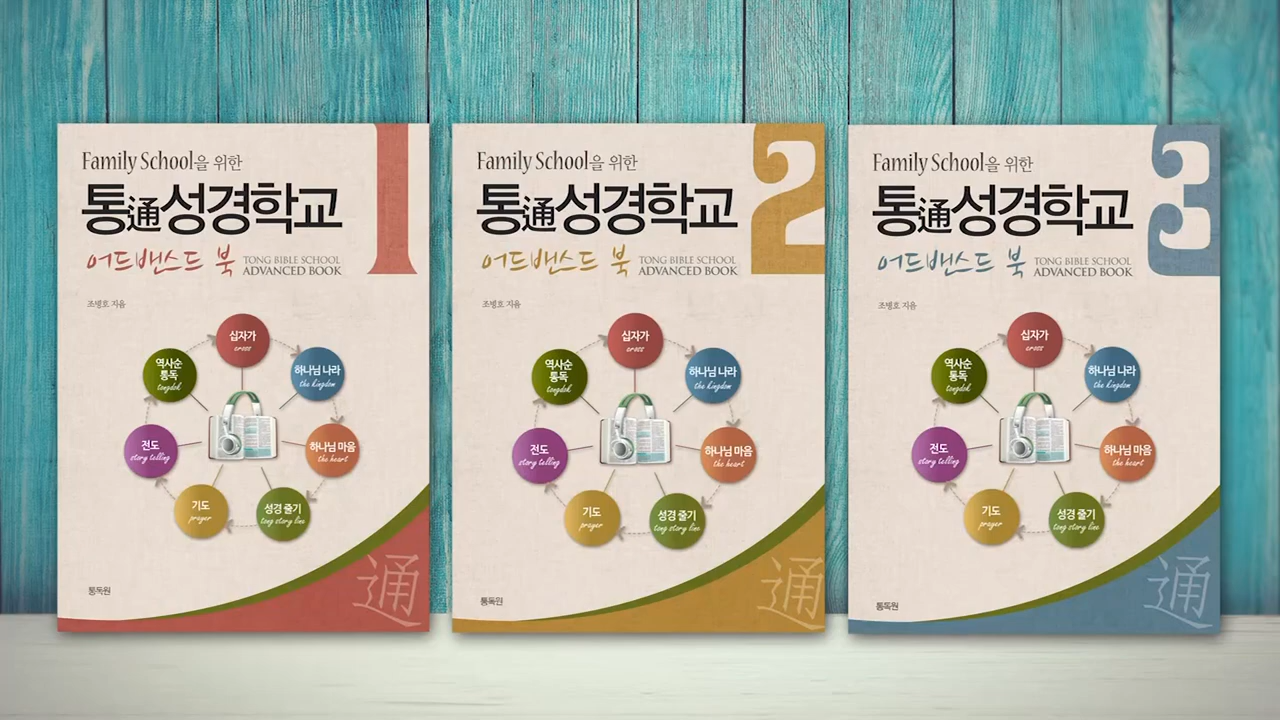 Family School을 위한
통通성경학교
어드밴스드 북
TONG BIBLE SCHOOL
ADVANCED BOOK
1
조병호 지음
십자가
cross
하나님 나라
the kingdom
하나님 마음
the heart
성경 줄기
tong story line
기도
prayer
전도
story telling
역사순
통독
tongdok
통독원
通
Family School을 위한
통通성경학교
어드밴스드 북
TONG BIBLE SCHOOL
ADVANCED BOOK
2
조병호 지음
십자가
cross
하나님 나라
the kingdom
하나님 마음
the heart
성경 줄기
tong story line
기도
prayer
전도
story telling
역사순
통독
tongdok
통독원
通
Family School을 위한
통通성경학교
어드밴스드 북
TONG BIBLE SCHOOL
ADVANCED BOOK
3
조병호 지음
십자가
cross
하나님 나라
the kingdom
하나님 마음
the heart
성경 줄기
tong story line
기도
prayer
전도
story telling
역사순
통독
tongdok
통독원
通